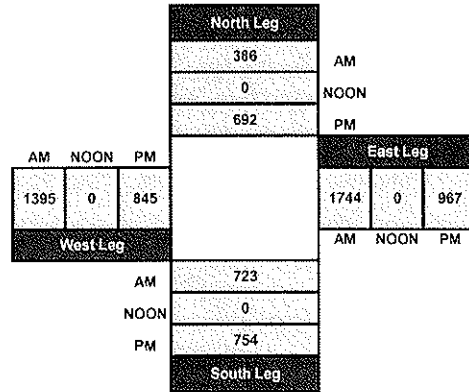 North Leg
386 AM
0 NOON
692 PM
AM NOON PM
East Leg
1395 0 845
1744 0 967
West Leg
AM NOON PM
AM 723
NOON 0
PM 754
South Leg